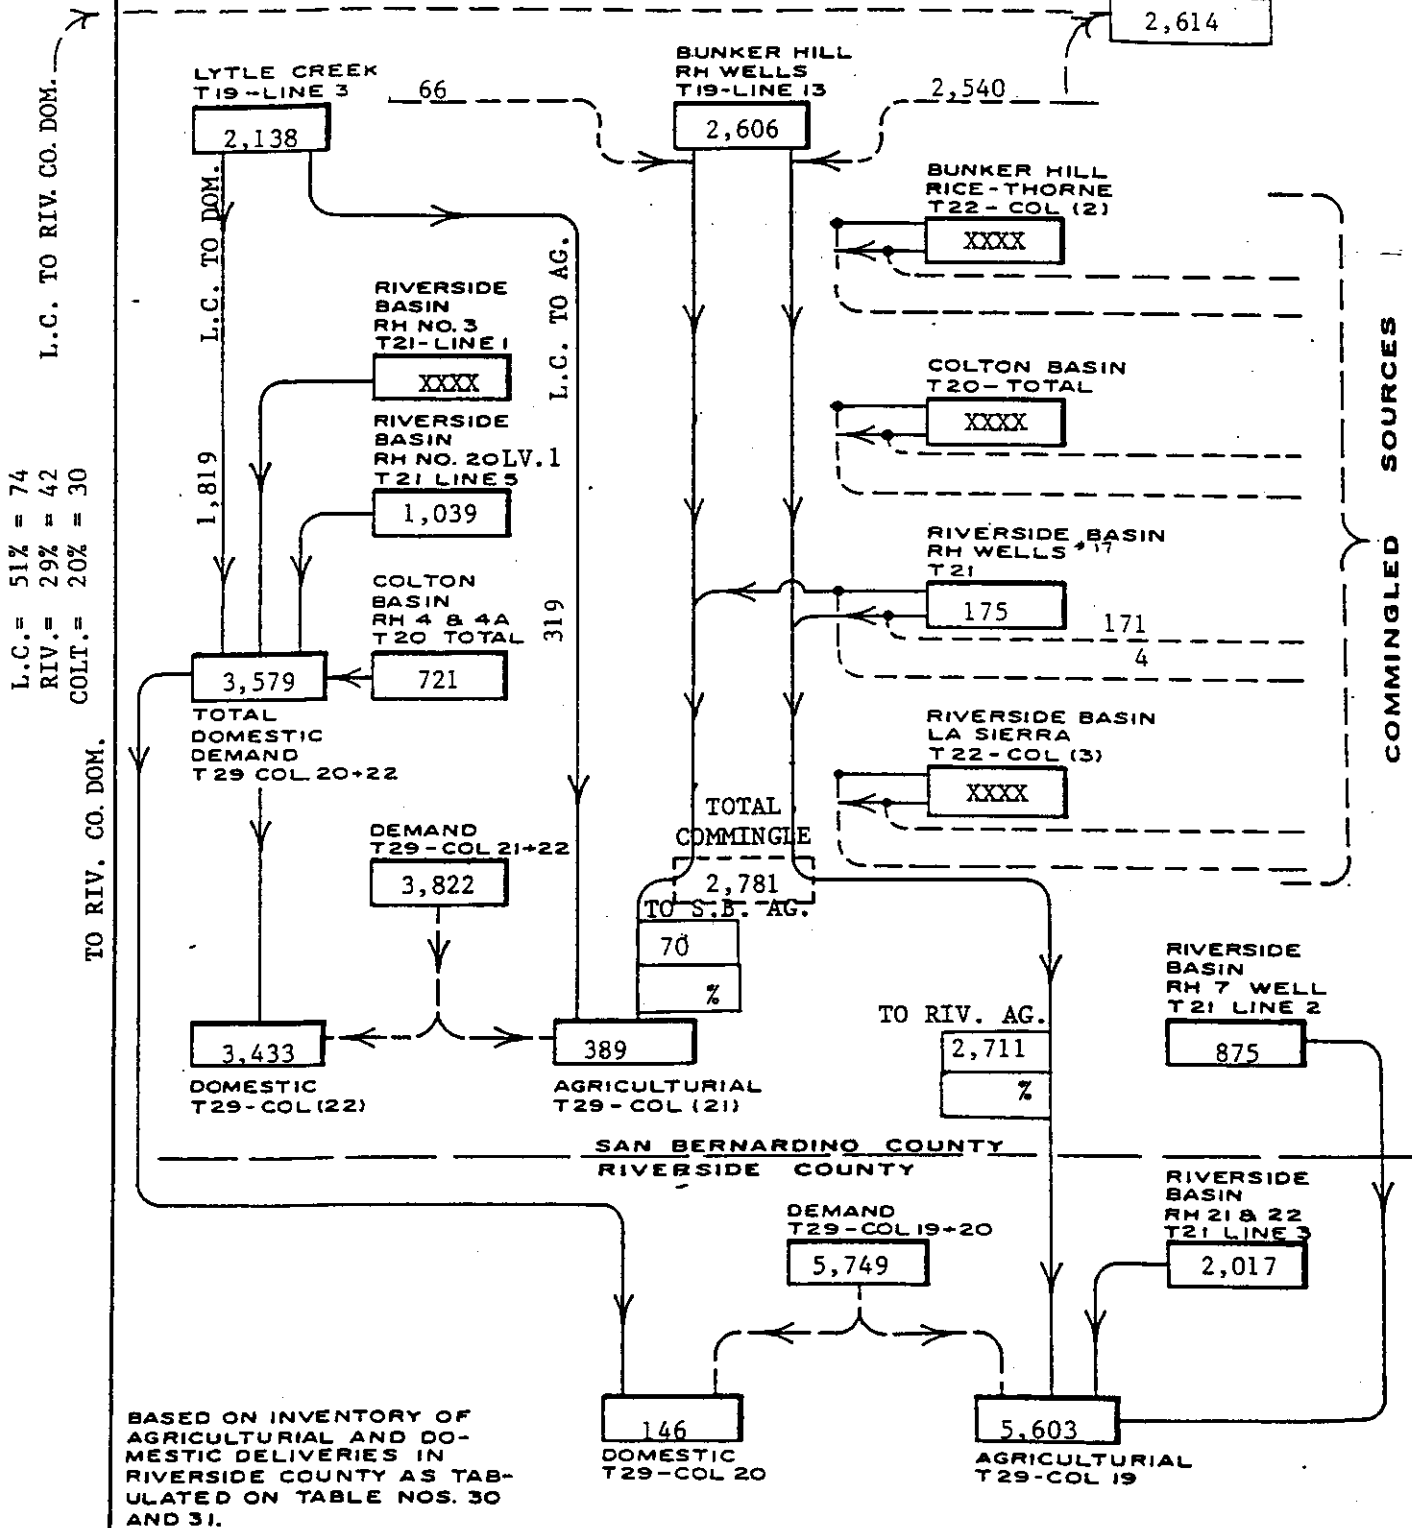 2,614
LYTLE CREEK
T19-LINE 3
2,138
66
BUNKER HILL
RH WELLS
T19-LINE 13
2,606
2,540
BUNKER HILL
RICE-THORNE
T22-COL (2)
XXXX
L.C. TO RIV. CO. DOM.
L.C. TO DOM.
1,819
L.C. TO AG.
319
RIVERSIDE
BASIN
RH NO. 3
T21-LINE 1
XXXX
RIVERSIDE
BASIN
RH NO. 20 LV.1
T21 LINE 5
1,039
COLTON
BASIN
RH 4 & 4A
T20 TOTAL
721
COLTON BASIN
T20-TOTAL
XXXX
RIVERSIDE BASIN
RH WELLS #17
T21
175
171
4
RIVERSIDE BASIN
LA SIERRA
T22-COL (3)
XXXX
COMMINGLED SOURCES
L.C.= 51% = 74
RIV.= 29% = 42
COLT.= 20% = 30
3,579
TOTAL
DOMESTIC
DEMAND
T29 COL 20+22
TO RIV. CO. DOM.
DEMAND
T29-COL 21+22
3,822
TOTAL
COMMINGLE
2,781
TO S.B. AG.
70
%
3,433
DOMESTIC
T29-COL (22)
389
AGRICULTURIAL
T29-COL (21)
TO RIV. AG.
2,711
%
RIVERSIDE
BASIN
RH 7 WELL
T21 LINE 2
875
SAN BERNARDINO COUNTY
RIVERSIDE COUNTY
RIVERSIDE
BASIN
RH 21 & 22
T21 LINE 3
2,017
DEMAND
T29-COL 19+20
5,749
146
DOMESTIC
T29-COL 20
5,603
AGRICULTURIAL
T29-COL 19
BASED ON INVENTORY OF
AGRICULTURIAL AND DO-
MESTIC DELIVERIES IN
RIVERSIDE COUNTY AS TAB-
ULATED ON TABLE NOS. 30
AND 31.